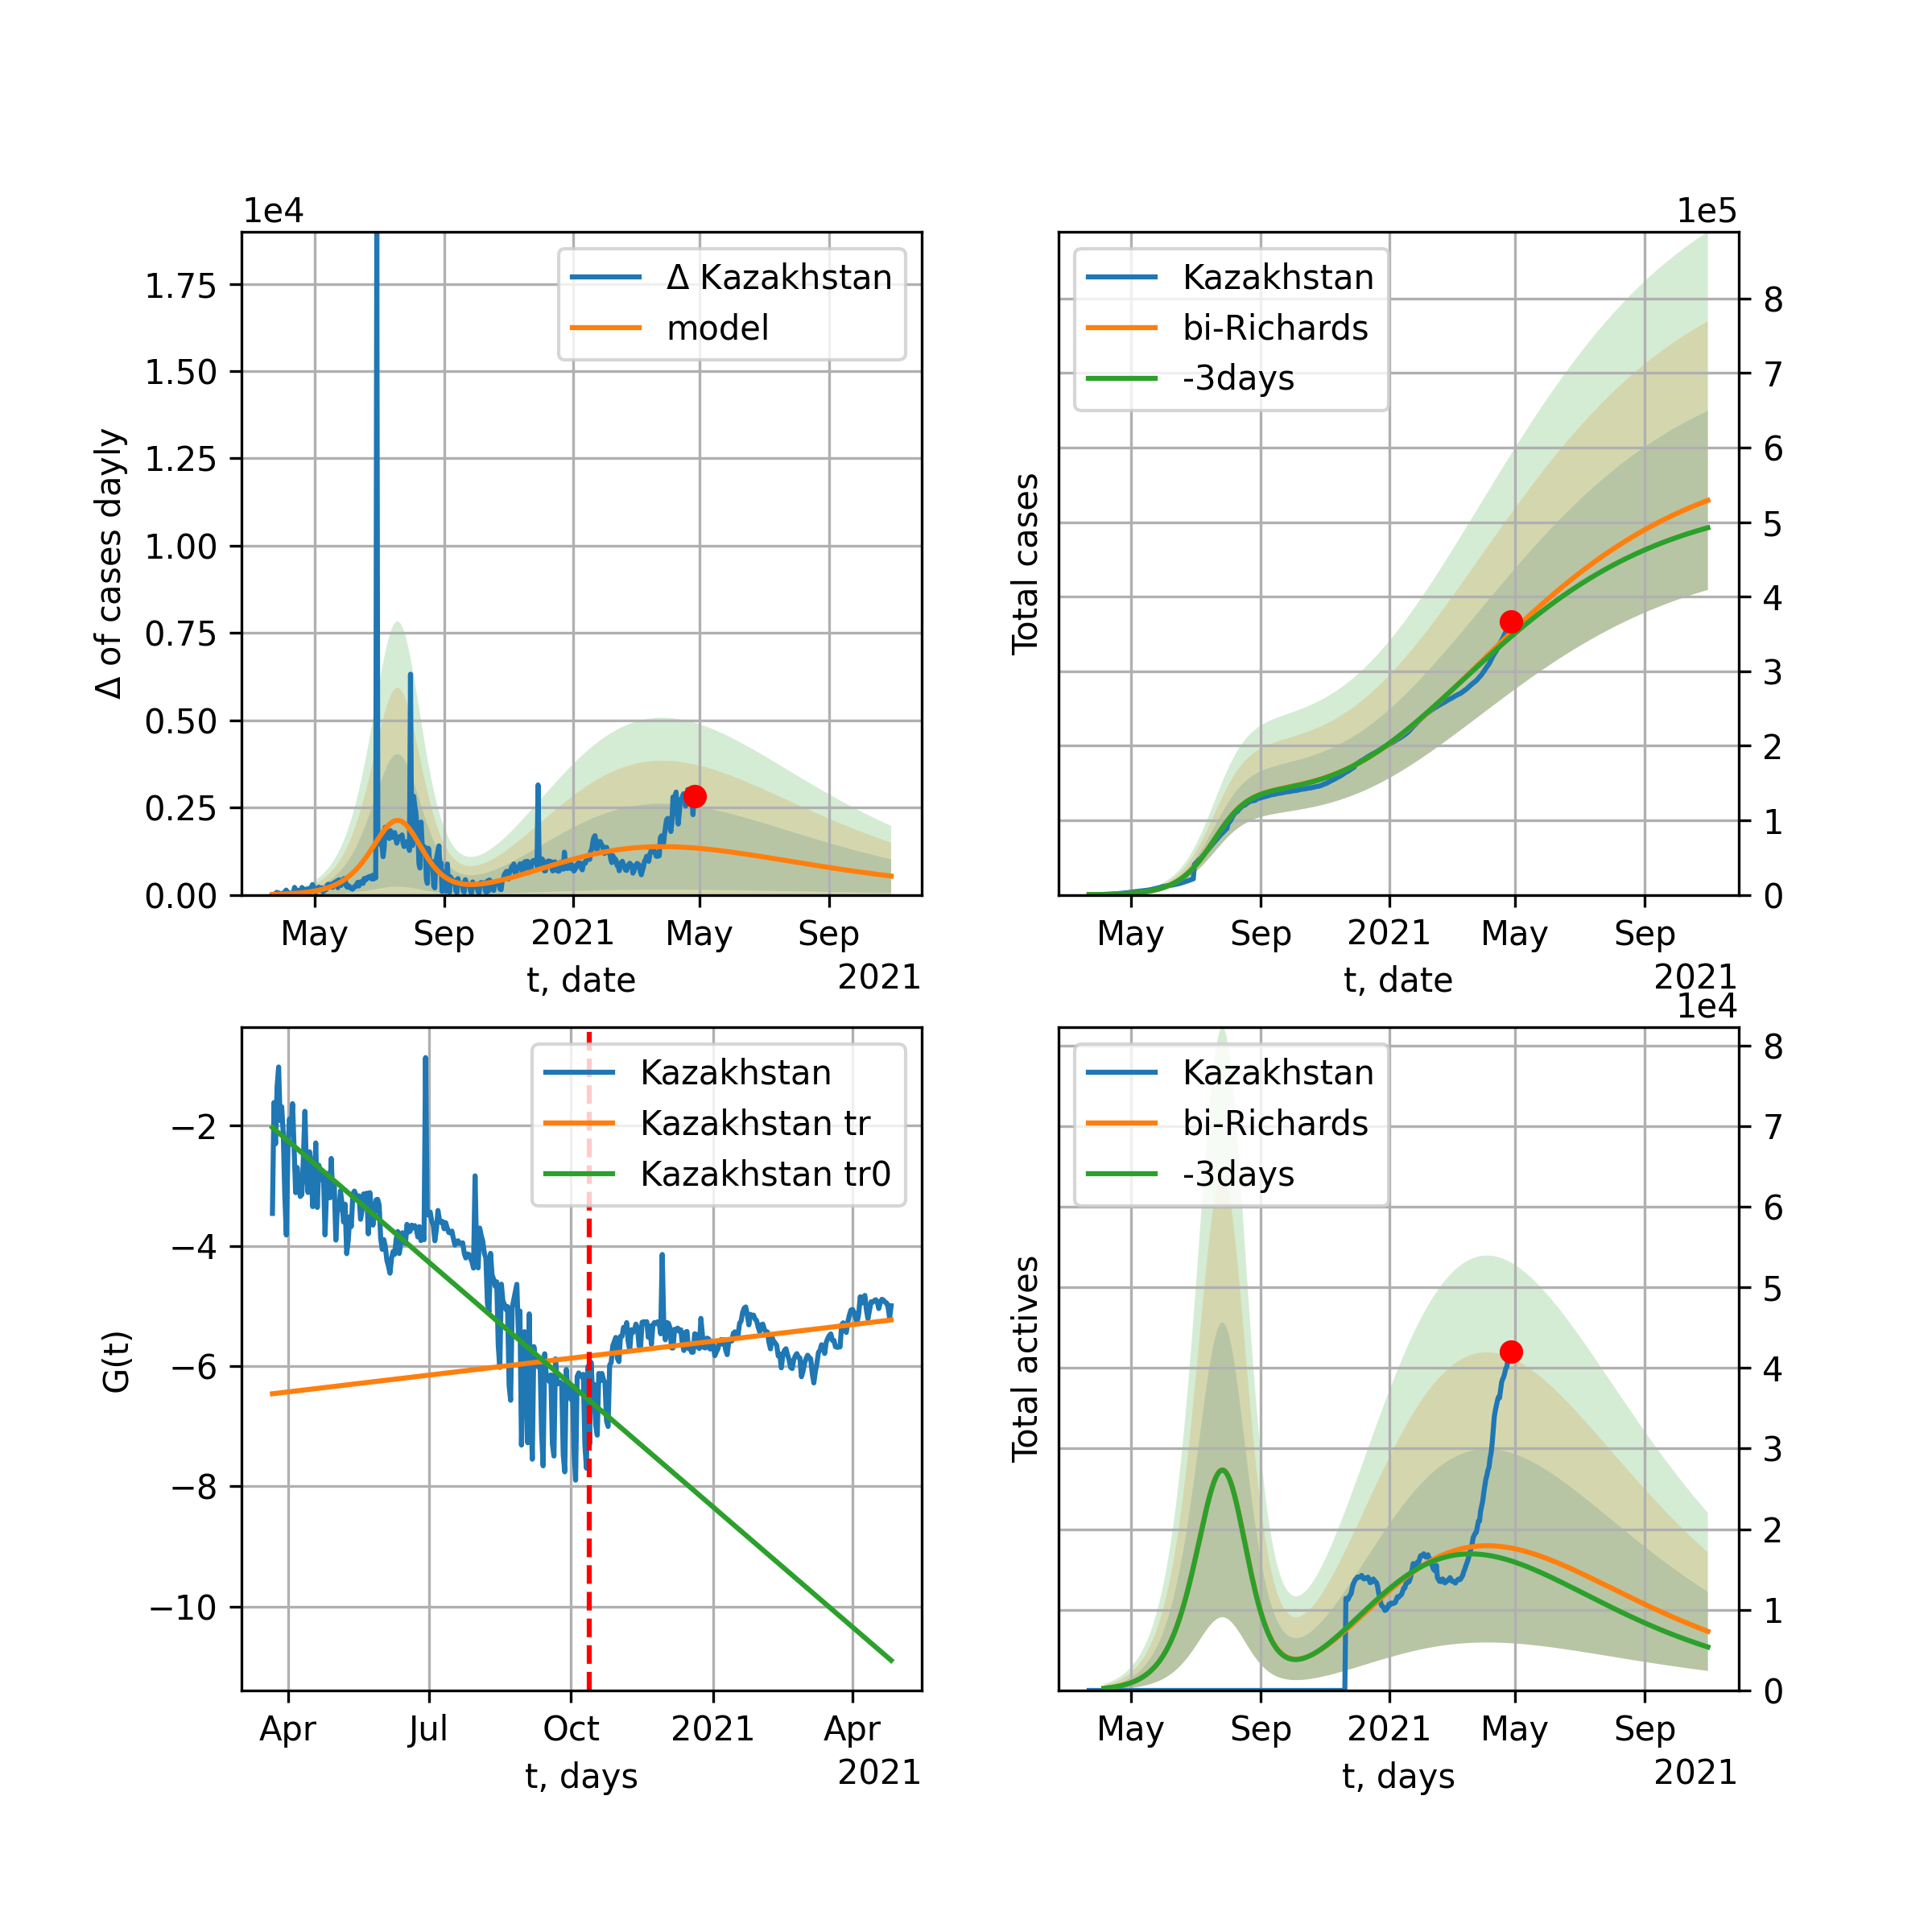 1e4
Δ of cases dayly
1.75
1.50
1.25
1.00
0.75
0.50
0.25
0.00
Δ Kazakhstan
model
May Sep 2021 May Sep
t, date
2021
1e5
Total cases
Kazakhstan
bi-Richards
-3days
8
7
6
5
4
3
2
1
0
May Sep 2021 May Sep
t, date
2021
G(t)
−2
−4
−6
−8
−10
Kazakhstan
Kazakhstan tr
Kazakhstan tr0
Apr Jul Oct 2021 Apr
t, days
2021
1e4
Total actives
Kazakhstan
bi-Richards
-3days
8
7
6
5
4
3
2
1
0
May Sep 2021 May Sep
t, days
2021